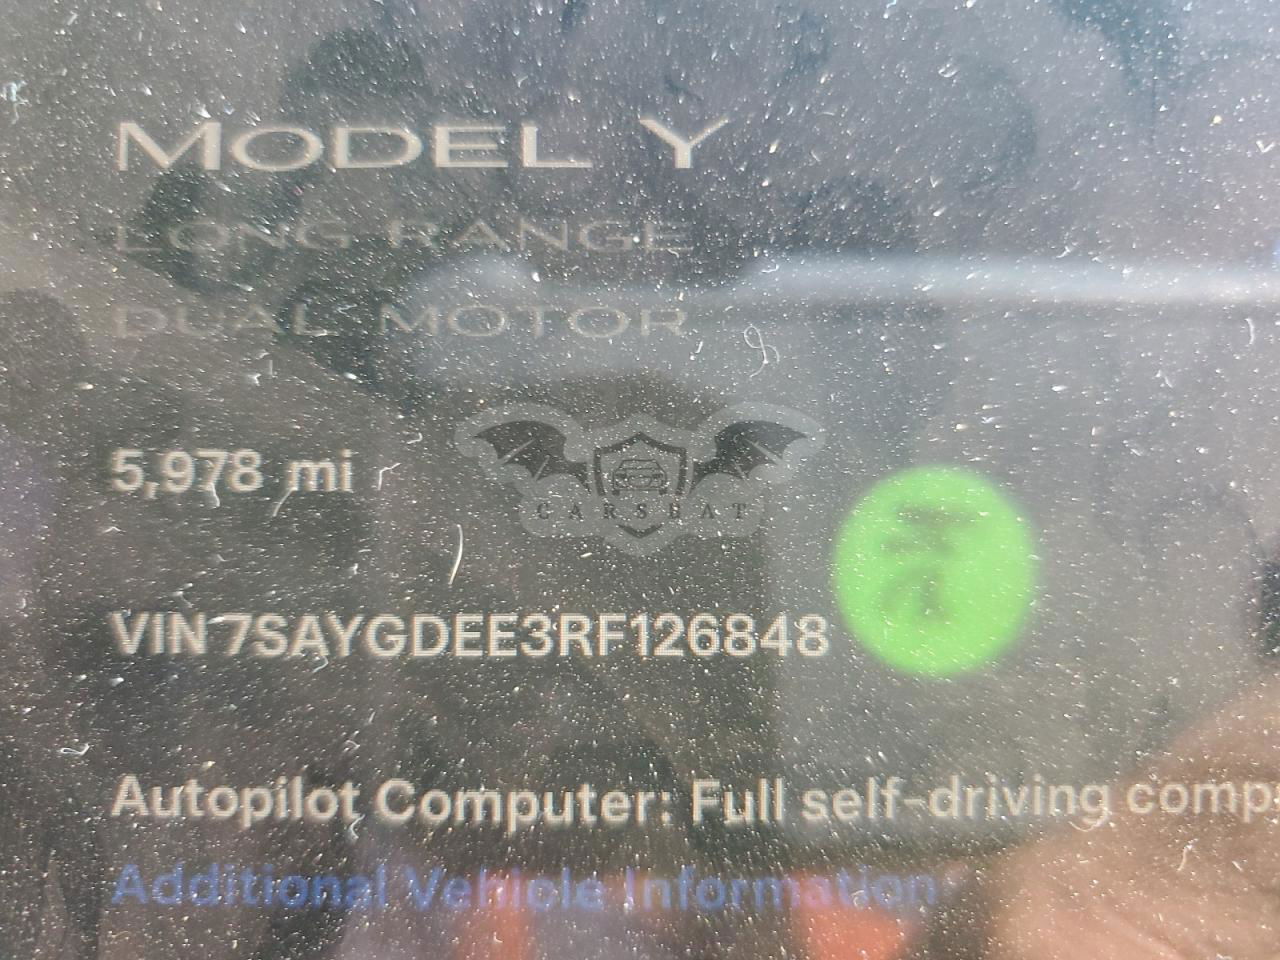 MODEL Y
LONG RANGE
DUAL MOTOR
5,978 mi
CARSBAT
VIN 7SAYGDEE3RF126848
Autopilot Computer: Full self-driving comp
Additional Vehicle Information